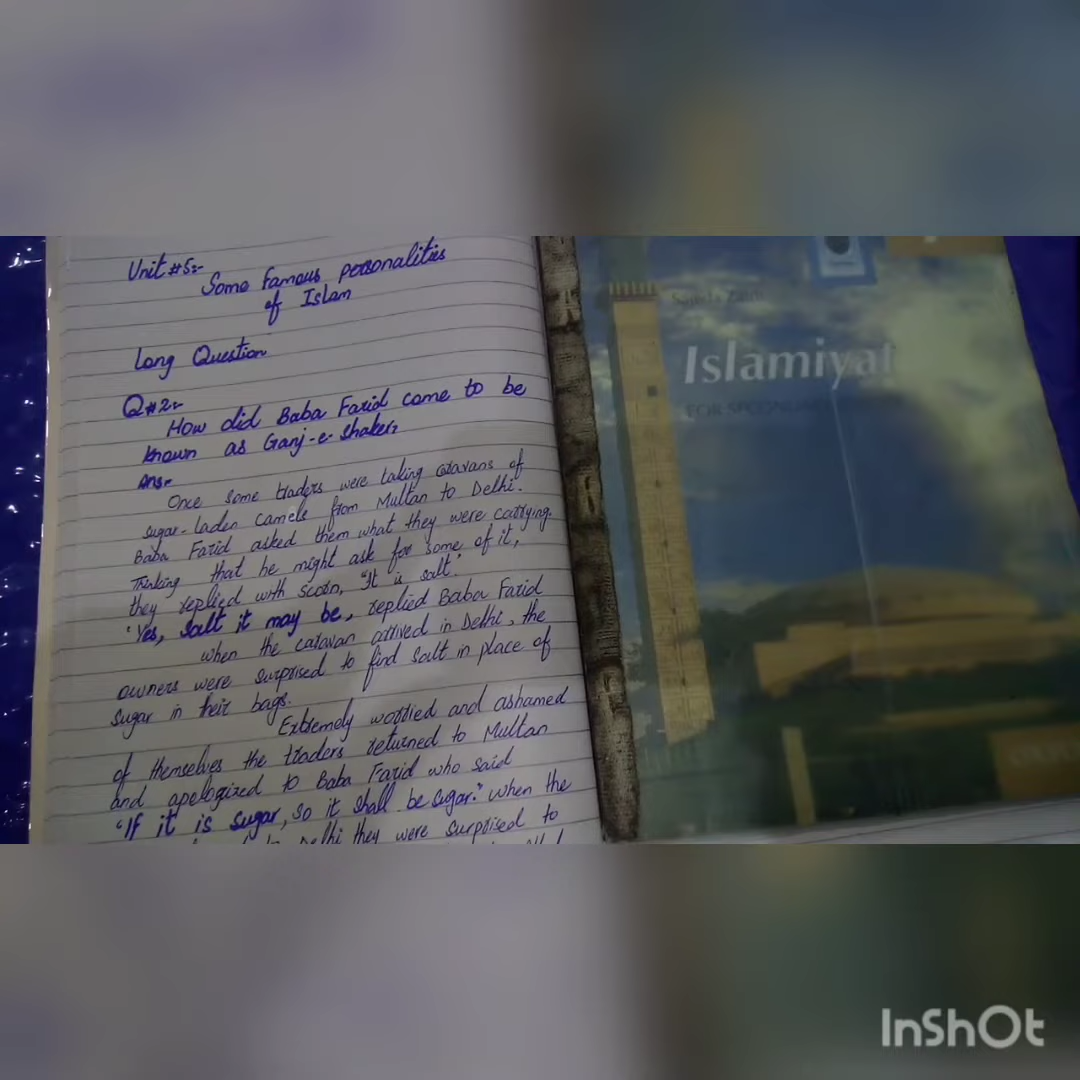 Unit #5:-
Some famous personalities
of Islam
Long Question
Q#2:-
How did Baba Farid come to be
known as Ganj-e-shaker?
Ans:-
Once some traders were taking caravans of
sugar-laden camels from Multan to Delhi.
Baba Farid asked them what they were carrying.
Thinking that he might ask for some of it,
they replied with scorn, "It is salt."
"Yes, Salt it may be, replied Baba Farid
when the caravan arrived in Delhi, the
owners were surprised to find salt in place of
sugar in their bags.
Extremely worried and ashamed
of themselves the traders returned to Multan
and apologized to Baba Farid who said
"If it is sugar, so it shall be sugar." when the
Delhi they were surprised to
Islamiyat
FOR SECOND
InShOt